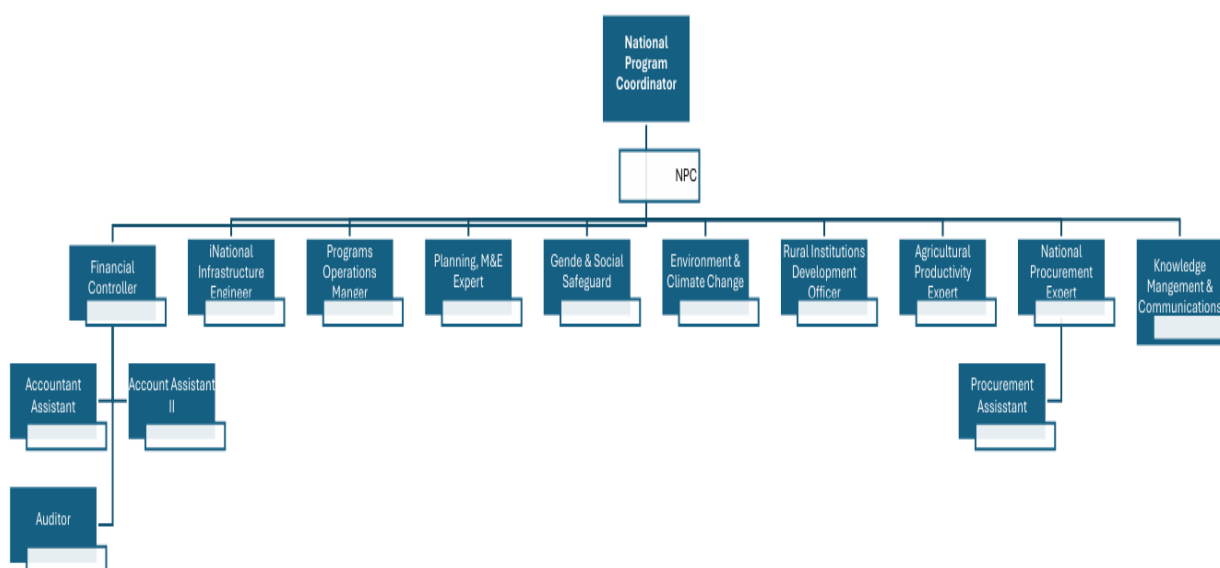 National
Program
Coordinator
NPC
Financial
Controller
iNational
Infrastructure
Engineer
Programs
Operations
Manger
Planning, M&E
Expert
Gende & Social
Safeguard
Environment &
Climate Change
Rural Institutions
Development
Officer
Agricultural
Productivity
Expert
National
Procurement
Expert
Knowledge
Mangement &
Communications
Accountant
Assistant
Account Assistant
II
Procurement
Assisstant
Auditor